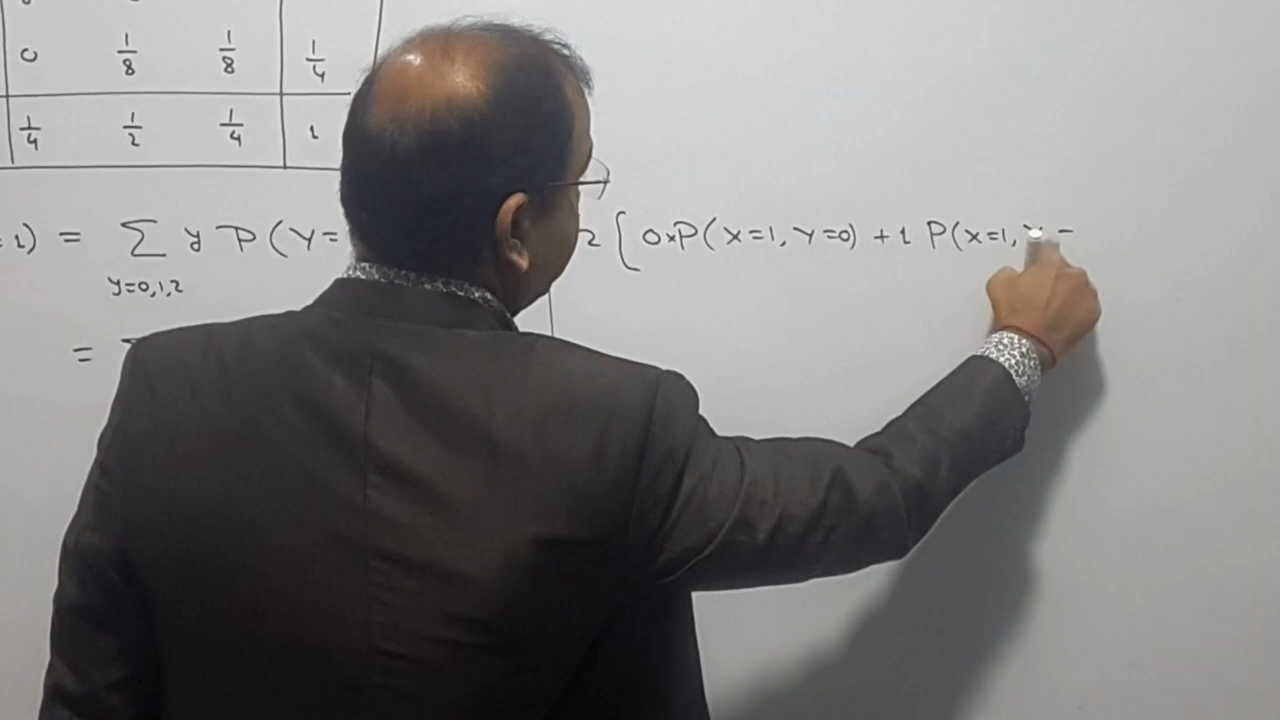 0 1/8 1/8 1/4
1/4 1/2 1/4 1
1) = Σ y P(Y= 2 { 0xP(X=1, Y=0) + 1 P(X=1, Y =
Y=0,1,2
=